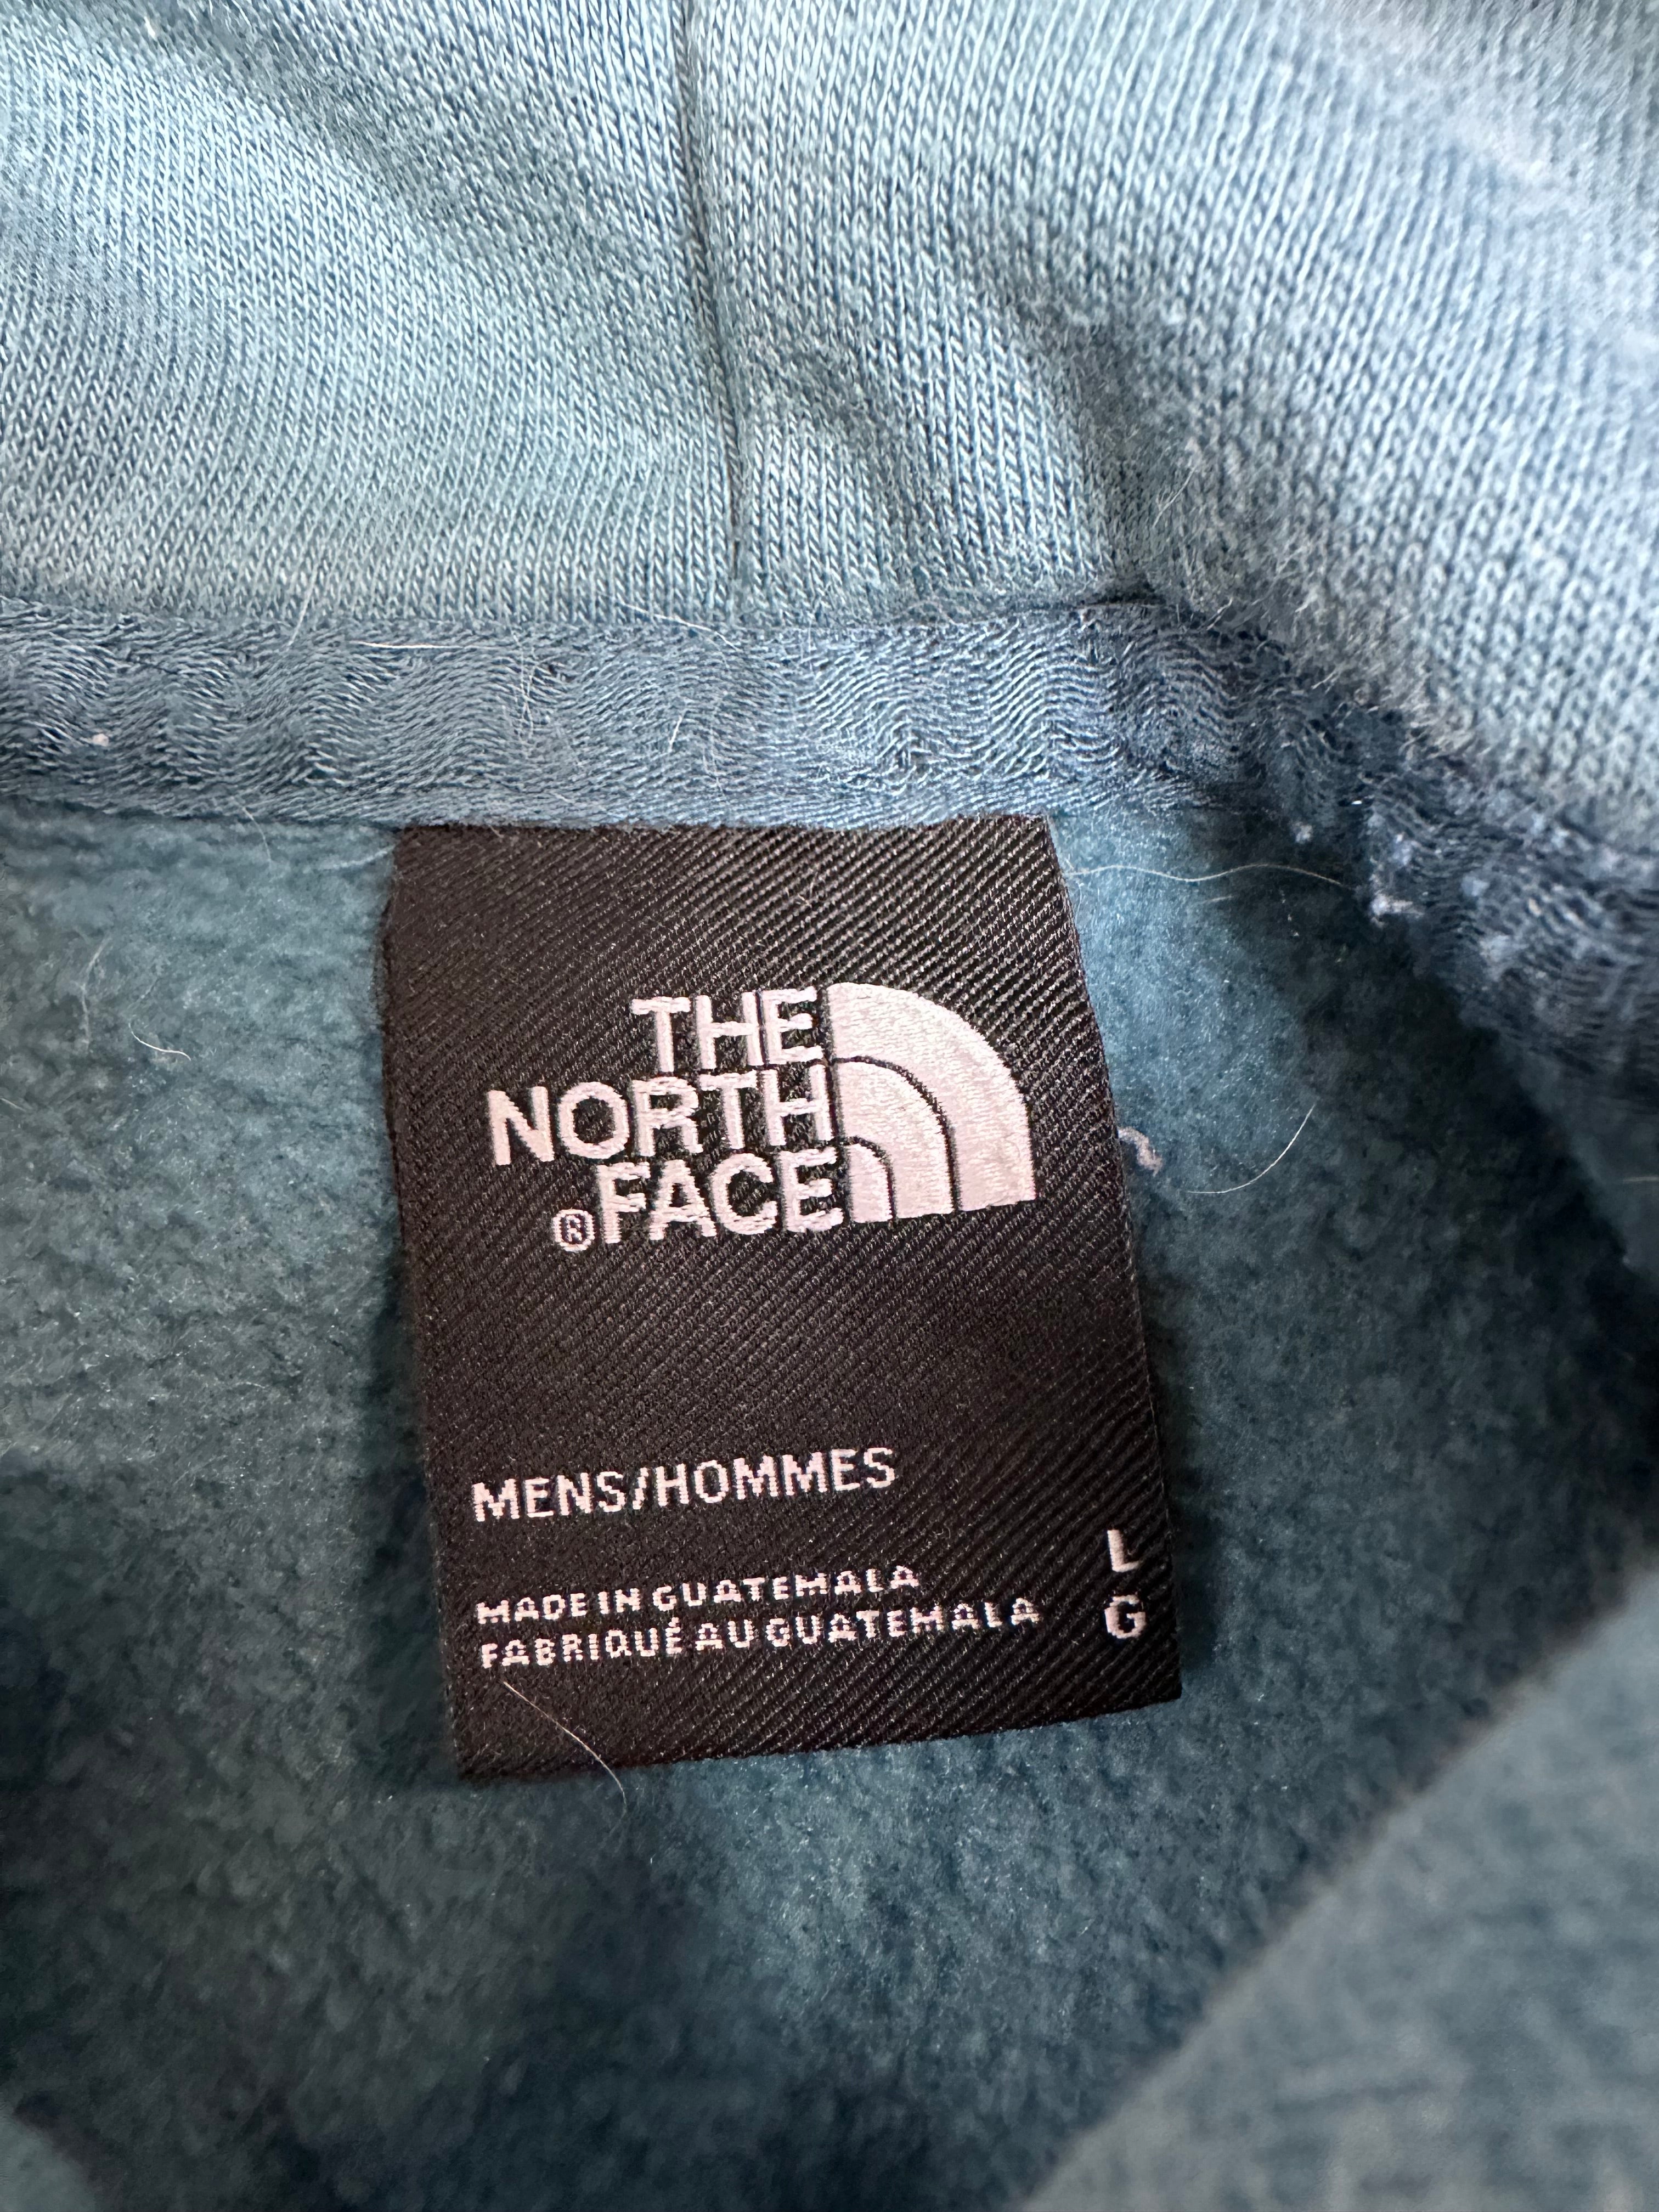 THE
NORTH
®FACE
MENS/HOMMES
MADE IN GUATEMALA L
FABRIQUÉ AU GUATEMALA G